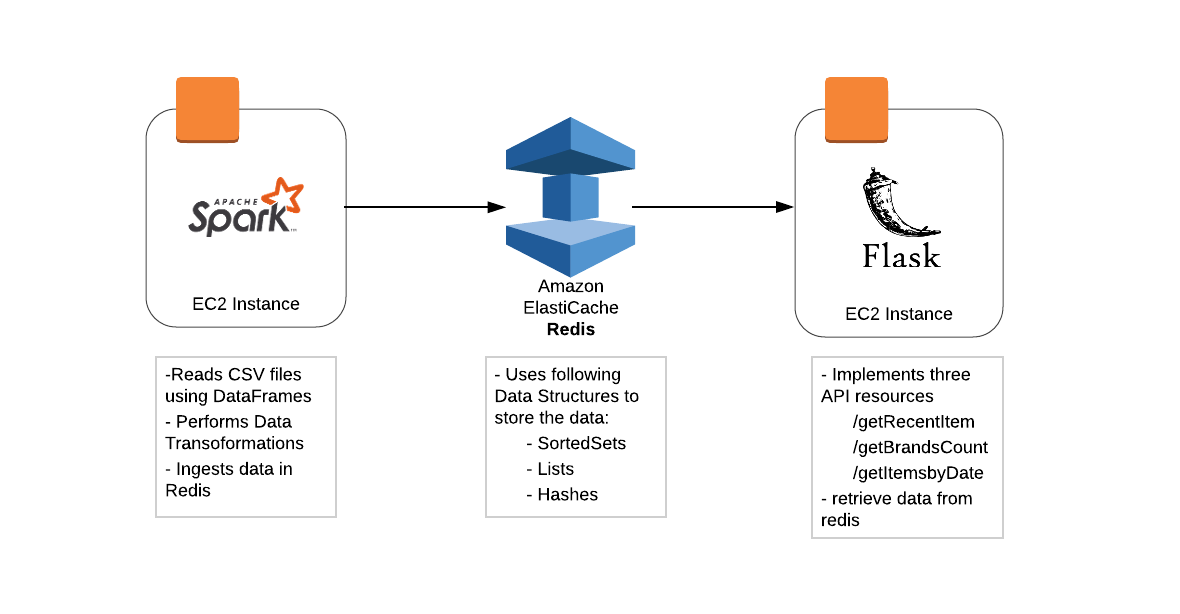 APACHE
Spark™
EC2 Instance
Amazon
ElastiCache
Redis
Flask
EC2 Instance
-Reads CSV files
using DataFrames
- Performs Data
Transoformations
- Ingests data in
Redis
- Uses following
Data Structures to
store the data:
- SortedSets
- Lists
- Hashes
- Implements three
API resources
/getRecentItem
/getBrandsCount
/getItemsbyDate
- retrieve data from
redis